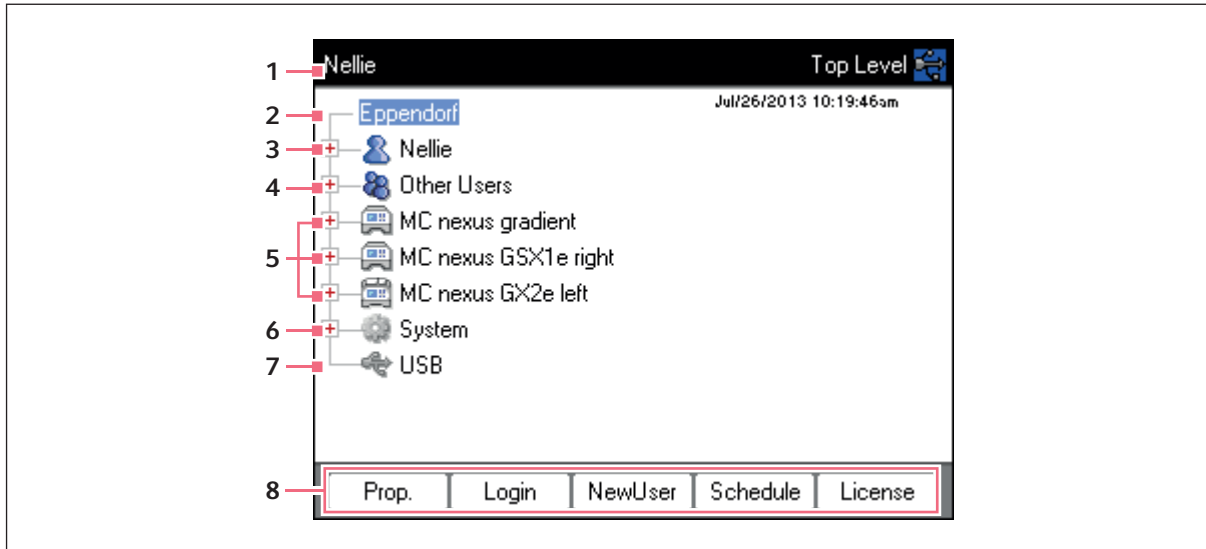 1 Nellie Top Level
Jul/26/2013 10:19:46am
2 Eppendorf
3 + Nellie
4 + Other Users
+ MC nexus gradient
5 + MC nexus GSX1e right
+ MC nexus GX2e left
6 + System
7 USB
8 Prop. Login NewUser Schedule License